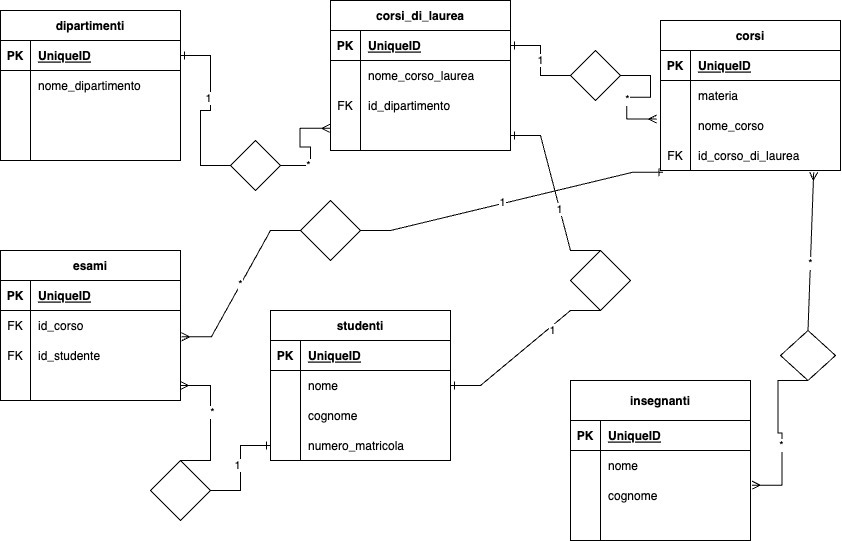 dipartimenti
PK UniqueID
nome_dipartimento
corsi_di_laurea
PK UniqueID
nome_corso_laurea
FK id_dipartimento
corsi
PK UniqueID
materia
nome_corso
FK id_corso_di_laurea
1
*
1
*
1
*
1
1
*
*
esami
PK UniqueID
FK id_corso
FK id_studente
*
1
studenti
PK UniqueID
nome
cognome
numero_matricola
insegnanti
PK UniqueID
nome
cognome